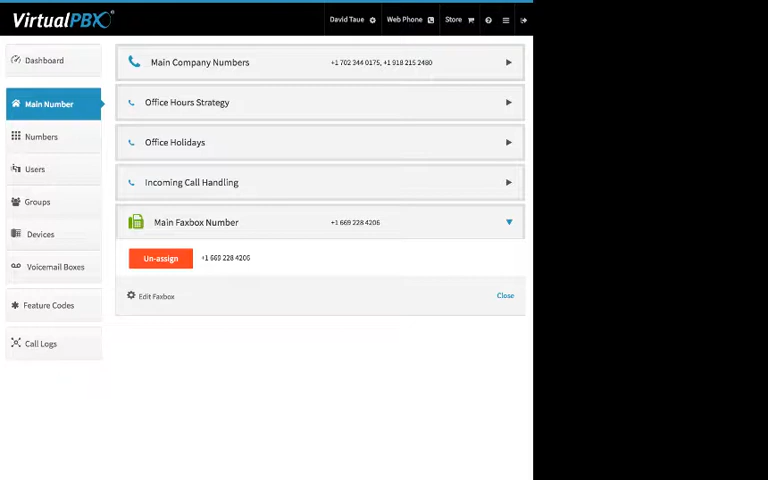 VirtualPBX
David Taue
Web Phone
Store
Dashboard
Main Number
Numbers
Users
Groups
Devices
Voicemail Boxes
Feature Codes
Call Logs
Main Company Numbers +1 702 344 0175, +1 918 215 2480
Office Hours Strategy
Office Holidays
Incoming Call Handling
Main Faxbox Number +1 669 228 4206
Un-assign +1 669 228 4206
Edit Faxbox Close